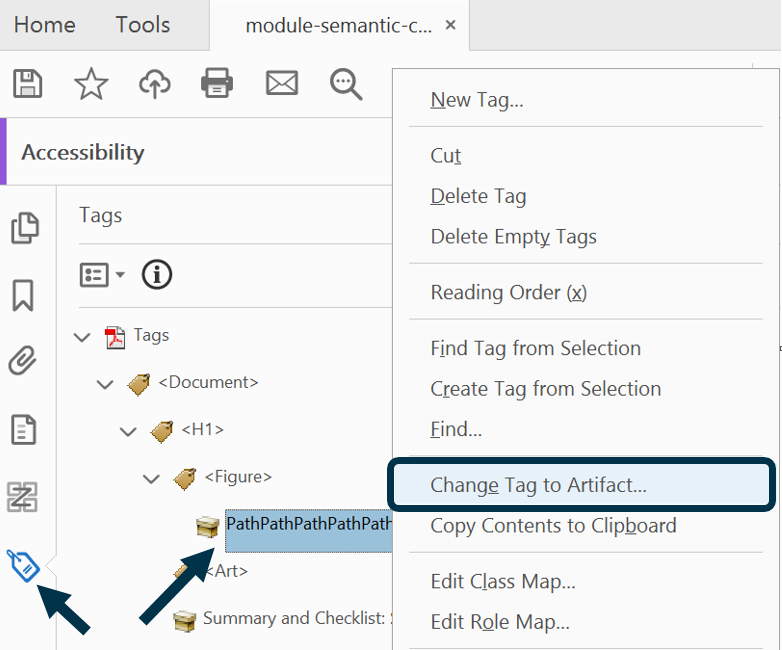 Home
Tools
module-semantic-c...
Accessibility
Tags
Tags
<Document>
<H1>
<Figure>
PathPathPathPathPath
<Art>
Summary and Checklist:
New Tag...
Cut
Delete Tag
Delete Empty Tags
Reading Order (x)
Find Tag from Selection
Create Tag from Selection
Find...
Change Tag to Artifact...
Copy Contents to Clipboard
Edit Class Map...
Edit Role Map...